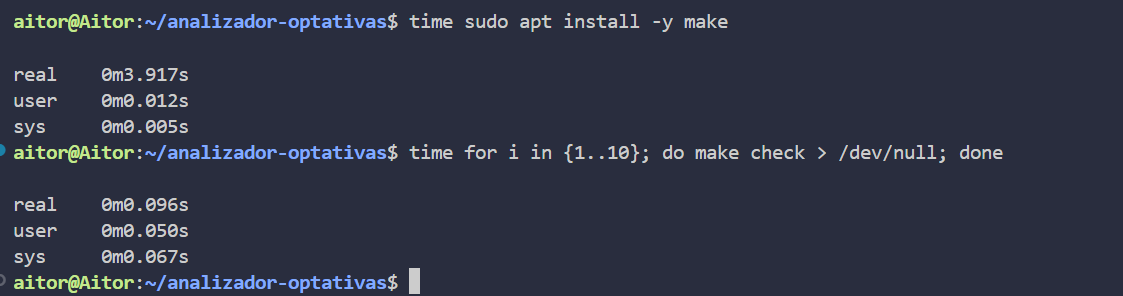 aitor@Aitor:~/analizador-optativas$ time sudo apt install -y make
real 0m3.917s
user 0m0.012s
sys 0m0.005s
aitor@Aitor:~/analizador-optativas$ time for i in {1..10}; do make check > /dev/null; done
real 0m0.096s
user 0m0.050s
sys 0m0.067s
aitor@Aitor:~/analizador-optativas$